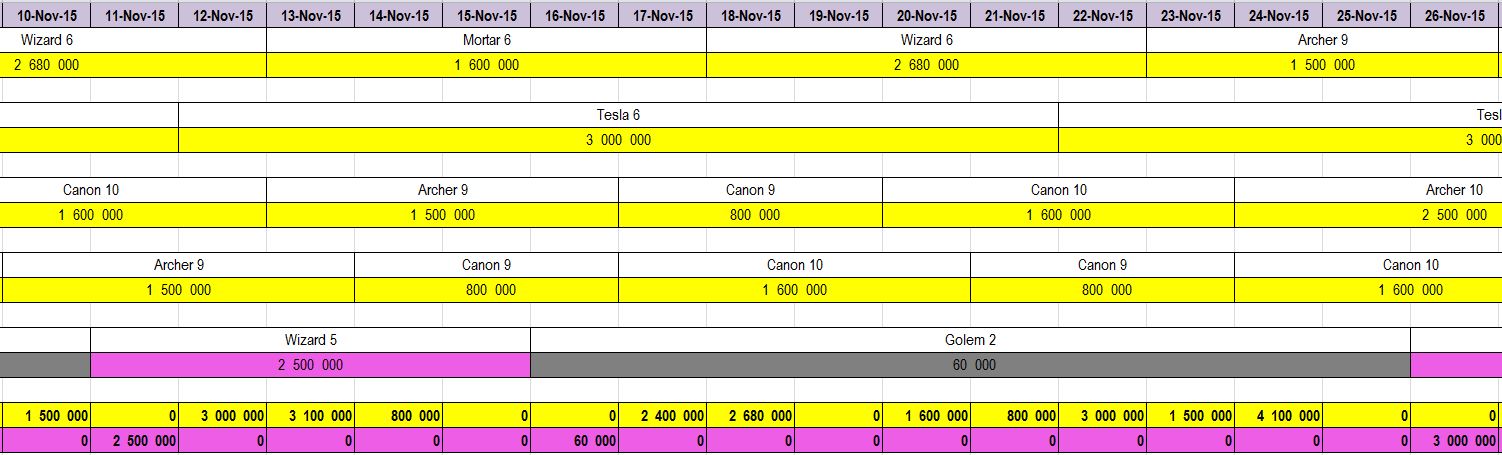 10-Nov-15 11-Nov-15 12-Nov-15 13-Nov-15 14-Nov-15 15-Nov-15 16-Nov-15 17-Nov-15 18-Nov-15 19-Nov-15 20-Nov-15 21-Nov-15 22-Nov-15 23-Nov-15 24-Nov-15 25-Nov-15 26-Nov-15
Wizard 6 Mortar 6 Wizard 6 Archer 9
2 680 000 1 600 000 2 680 000 1 500 000
Tesla 6 Tesl
3 000 000 3 000
Canon 10 Archer 9 Canon 9 Canon 10 Archer 10
1 600 000 1 500 000 800 000 1 600 000 2 500 000
Archer 9 Canon 9 Canon 10 Canon 9 Canon 10
1 500 000 800 000 1 600 000 800 000 1 600 000
Wizard 5 Golem 2
2 500 000 60 000
1 500 000 0 3 000 000 3 100 000 800 000 0 0 2 400 000 2 680 000 0 1 600 000 800 000 3 000 000 1 500 000 4 100 000 0 0
0 2 500 000 0 0 0 0 60 000 0 0 0 0 0 0 0 0 0 3 000 000